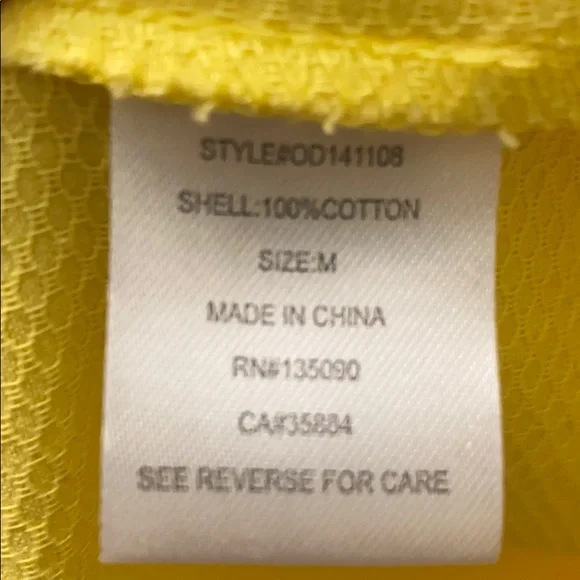 STYLE#OD141108
SHELL:100%COTTON
SIZE:M
MADE IN CHINA
RN#135090
CA#35884
SEE REVERSE FOR CARE